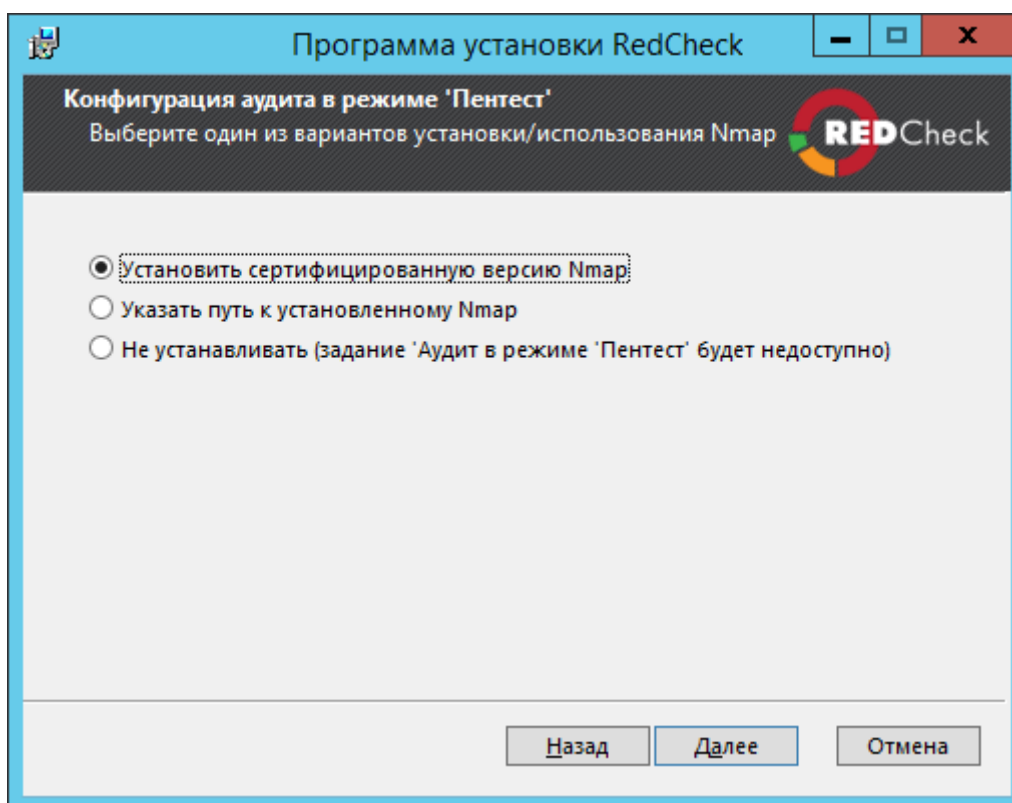 Программа установки RedCheck
Конфигурация аудита в режиме 'Пентест'
Выберите один из вариантов установки/использования Nmap
REDCheck
Установить сертифицированную версию Nmap
Указать путь к установленному Nmap
Не устанавливать (задание 'Аудит в режиме 'Пентест' будет недоступно)
Назад
Далее
Отмена